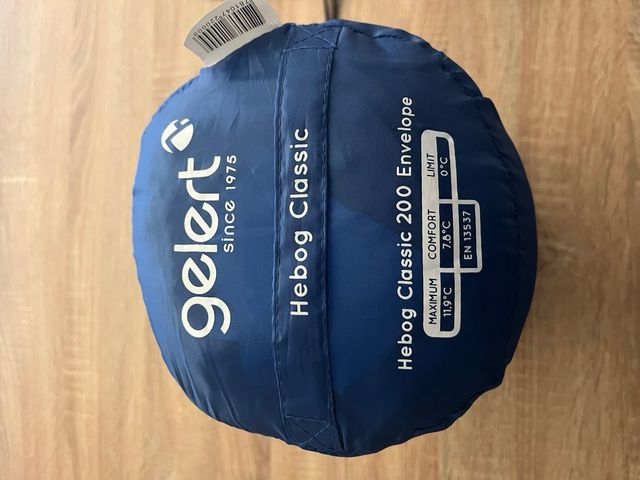 gelert
since 1975
Hebog Classic
Hebog Classic 200 Envelope
MAXIMUM COMFORT LIMIT
11.9°C 7.8°C 0°C
EN 13537